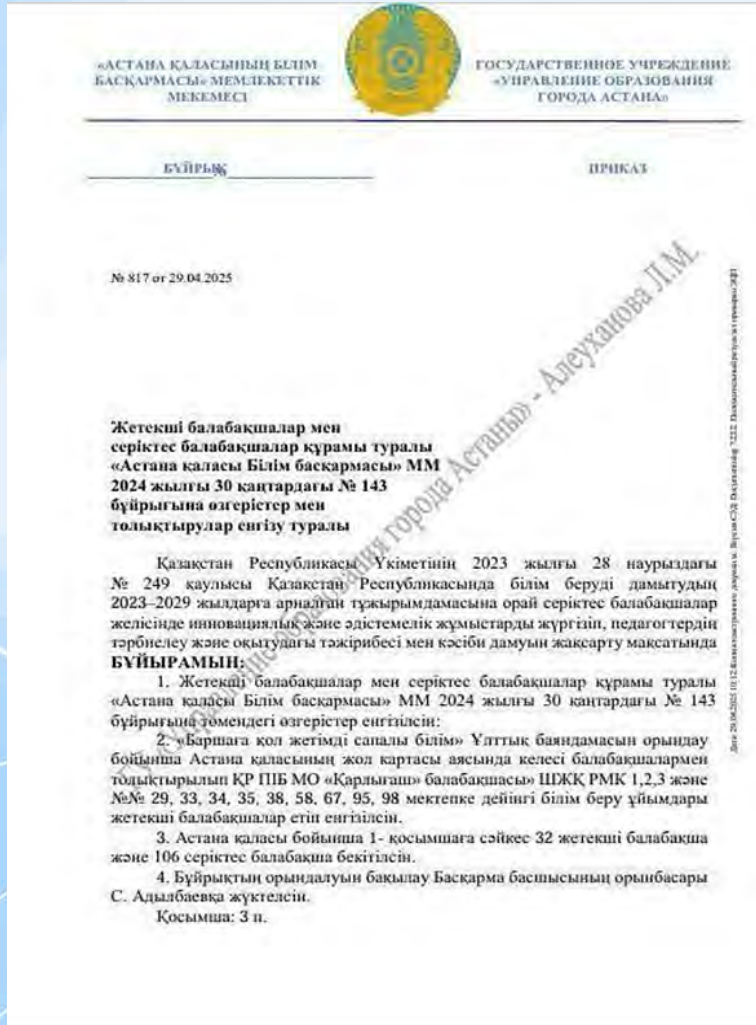 «АСТАНА ҚАЛАСЫНЫҢ БІЛІМ
БАСҚАРМАСЫ» МЕМЛЕКЕТТІК
МЕКЕМЕСІ
ГОСУДАРСТВЕННОЕ УЧРЕЖДЕНИЕ
«УПРАВЛЕНИЕ ОБРАЗОВАНИЯ
ГОРОДА АСТАНА»
БҰЙРЫҚ
ПРИКАЗ
№ 817 от 29.04.2025
Жетекші балабақшалар мен
серіктес балабақшалар құрамы туралы
«Астана қаласы Білім басқармасы» ММ
2024 жылғы 30 қаңтардағы № 143
бұйрығына өзгерістер мен
толықтырулар енгізу туралы
Қазақстан Республикасы Үкіметінің 2023 жылғы 28 наурыздағы
№ 249 қаулысы Қазақстан Республикасында білім беруді дамытудың
2023–2029 жылдарға арналған тұжырымдамасына орай серіктес балабақшалар
желісінде инновациялық және әдістемелік жұмыстарды жүргізіп, педагогтердің
тәрбиелеу және оқытудағы тәжірибесі мен кәсіби дамуын жақсарту мақсатында
БҰЙЫРАМЫН:
1. Жетекші балабақшалар мен серіктес балабақшалар құрамы туралы
«Астана қаласы Білім басқармасы» ММ 2024 жылғы 30 қаңтардағы № 143
бұйрығына төмендегі өзгерістер енгізілсін:
2. «Баршаға қол жетімді сапалы білім» Ұлттық баяндамасын орындау
бойынша Астана қаласының жол картасы аясында келесі балабақшалармен
толықтырылып ҚР ПІБ МО «Қарлығаш» балабақшасы» ШЖҚ РМК 1,2,3 және
№№ 29, 33, 34, 35, 38, 58, 67, 95, 98 мектепке дейінгі білім беру ұйымдары
жетекші балабақшалар етіп енгізілсін.
3. Астана қаласы бойынша 1- қосымшаға сәйкес 32 жетекші балабақша
және 106 серіктес балабақша бекітілсін.
4. Бұйрықтың орындалуын бақылау Басқарма басшысының орынбасары
С. Адылбаевқа жүктелсін.
Қосымша: 3 п.
«Управление образования города Астаны» - Алеуханова Л.М.